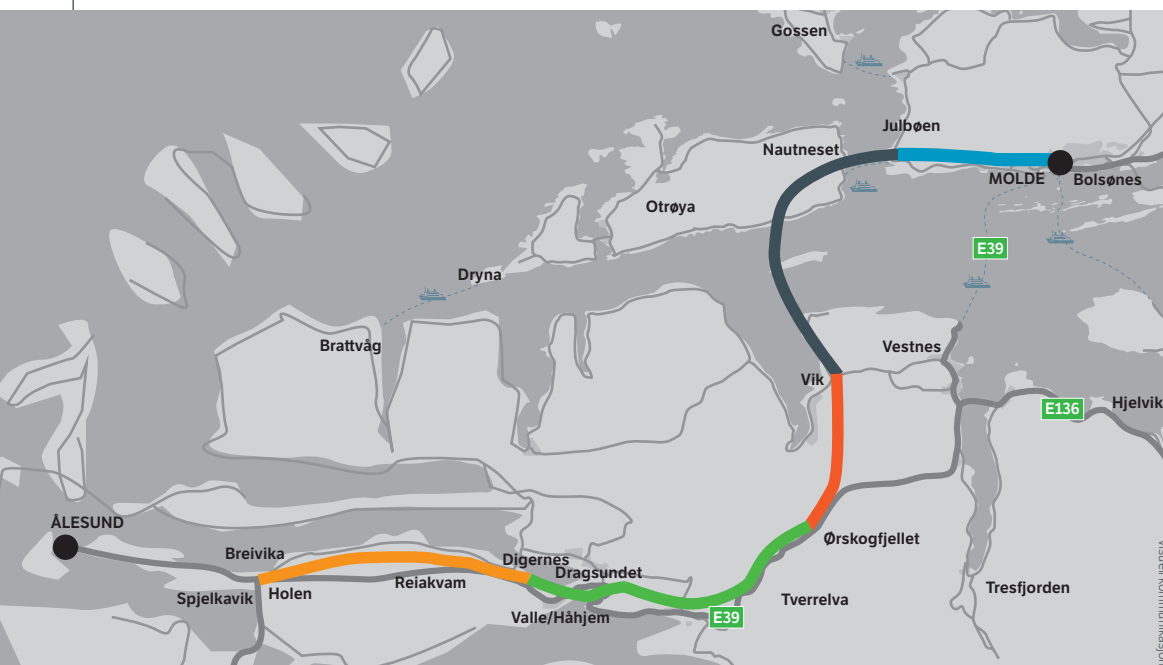 Gossen
Julbøen
Nautneset
MOLDE
Bolsønes
Otrøya
E39
Dryna
Brattvåg
Vestnes
Vik
E136
Hjelvik
ÅLESUND
Breivika
Ørskogfjellet
Digernes
Dragsundet
Reiakvam
Spjelkavik
Holen
Tresfjorden
Tverrelva
Valle/Håhjem
E39